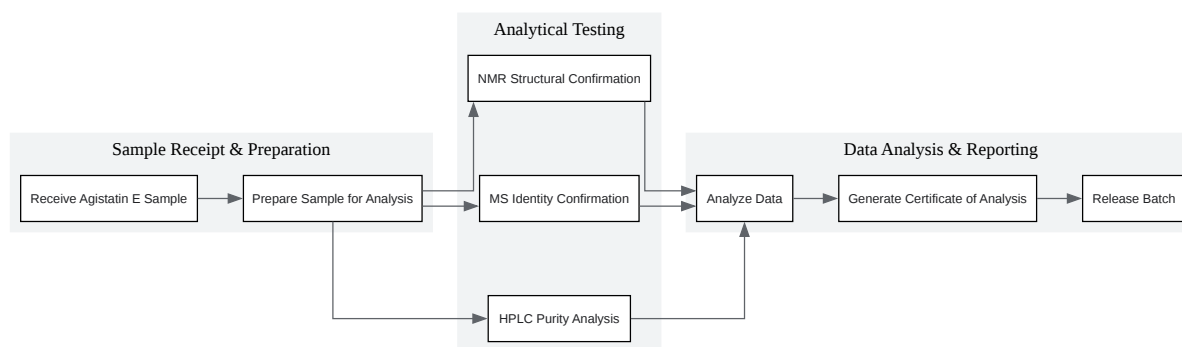 Analytical Testing
NMR Structural Confirmation
Sample Receipt & Preparation
Data Analysis & Reporting
Receive Agistatin E Sample
Prepare Sample for Analysis
MS Identity Confirmation
Analyze Data
Generate Certificate of Analysis
Release Batch
HPLC Purity Analysis